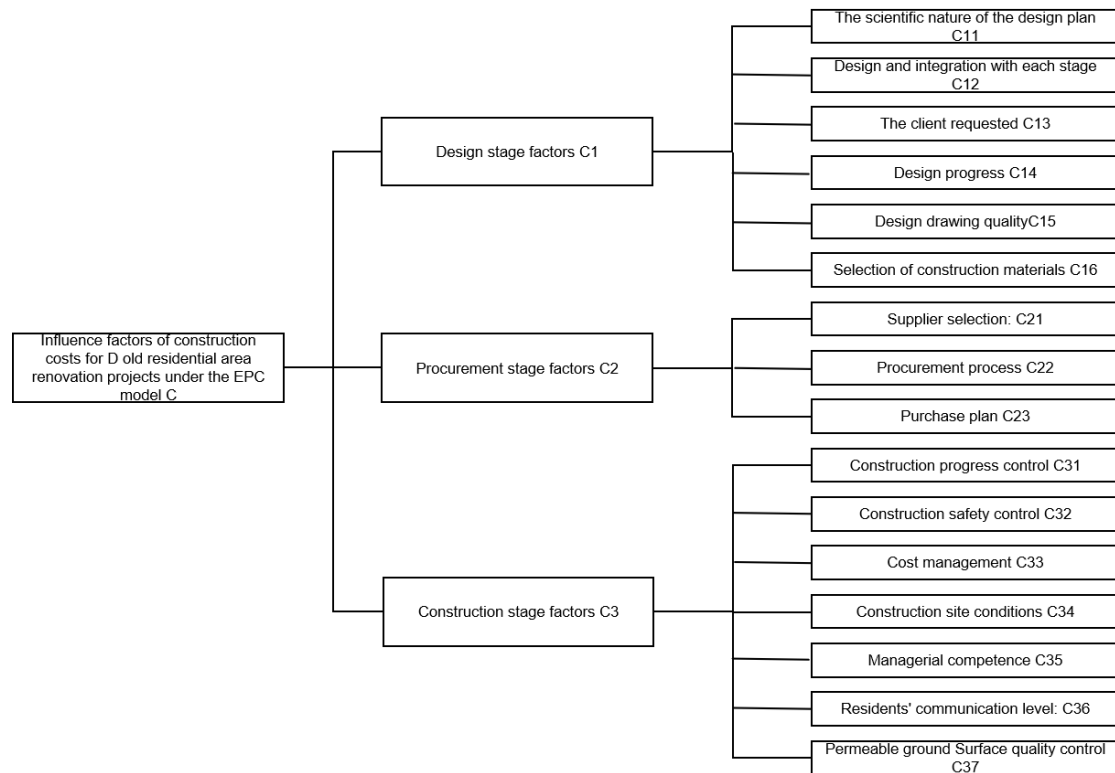 The scientific nature of the design plan
C11
Design and integration with each stage
C12
The client requested C13
Design stage factors C1
Design progress C14
Design drawing qualityC15
Selection of construction materials C16
Influence factors of construction
costs for D old residential area
renovation projects under the EPC
model C
Supplier selection: C21
Procurement stage factors C2
Procurement process C22
Purchase plan C23
Construction progress control C31
Construction safety control C32
Cost management C33
Construction stage factors C3
Construction site conditions C34
Managerial competence C35
Residents' communication level: C36
Permeable ground Surface quality control
C37